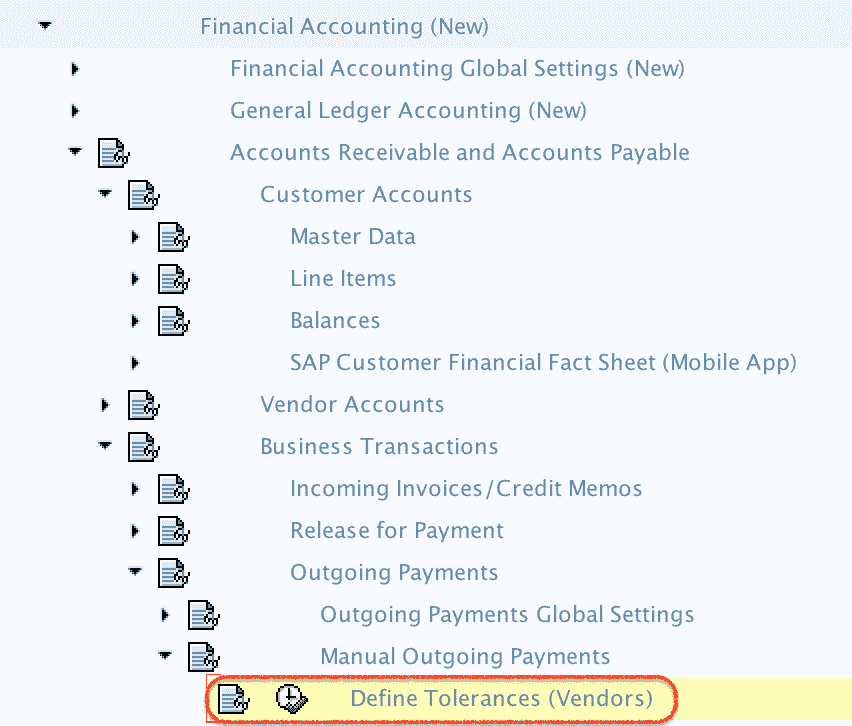 Financial Accounting (New)
Financial Accounting Global Settings (New)
General Ledger Accounting (New)
Accounts Receivable and Accounts Payable
Customer Accounts
Master Data
Line Items
Balances
SAP Customer Financial Fact Sheet (Mobile App)
Vendor Accounts
Business Transactions
Incoming Invoices/Credit Memos
Release for Payment
Outgoing Payments
Outgoing Payments Global Settings
Manual Outgoing Payments
Define Tolerances (Vendors)